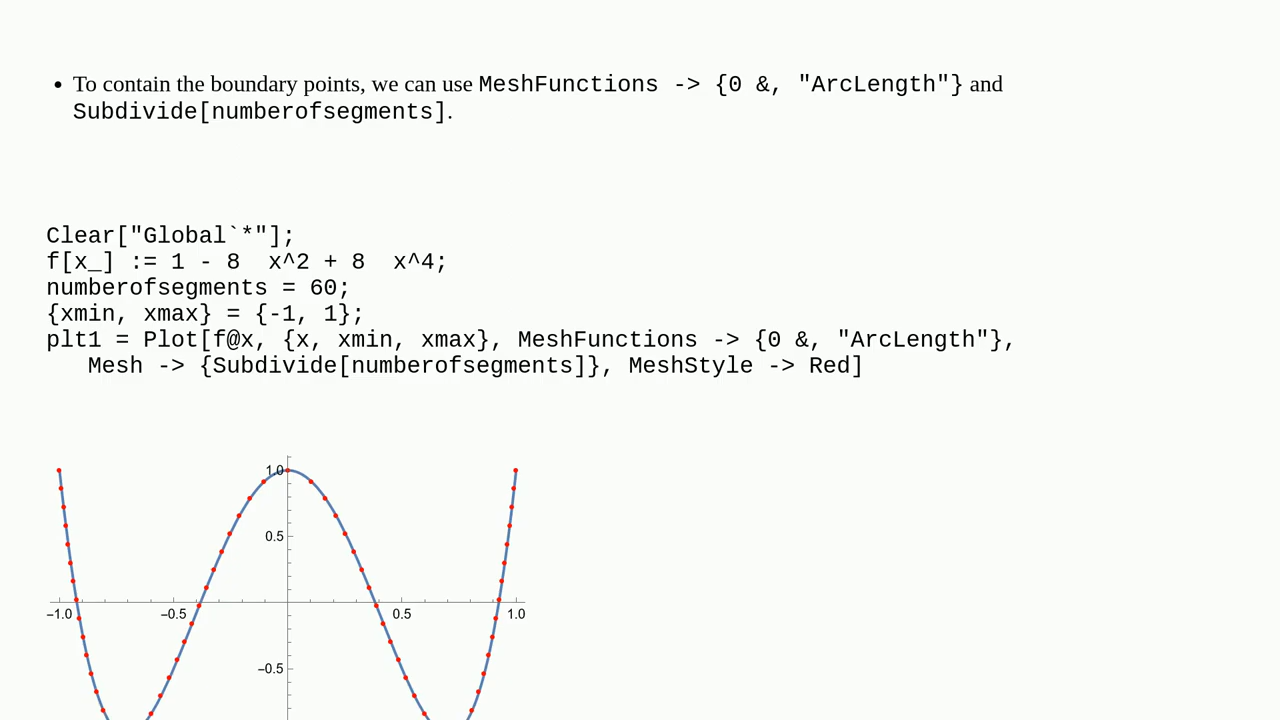 • To contain the boundary points, we can use MeshFunctions -> {0 &, "ArcLength"} and
Subdivide[numberofsegments].
Clear["Global`*"];
f[x_] := 1 - 8  x^2 + 8  x^4;
numberofsegments = 60;
{xmin, xmax} = {-1, 1};
plt1 = Plot[f@x, {x, xmin, xmax}, MeshFunctions -> {0 &, "ArcLength"},
   Mesh -> {Subdivide[numberofsegments]}, MeshStyle -> Red]
1.0
0.5
−1.0 −0.5 0.5 1.0
−0.5